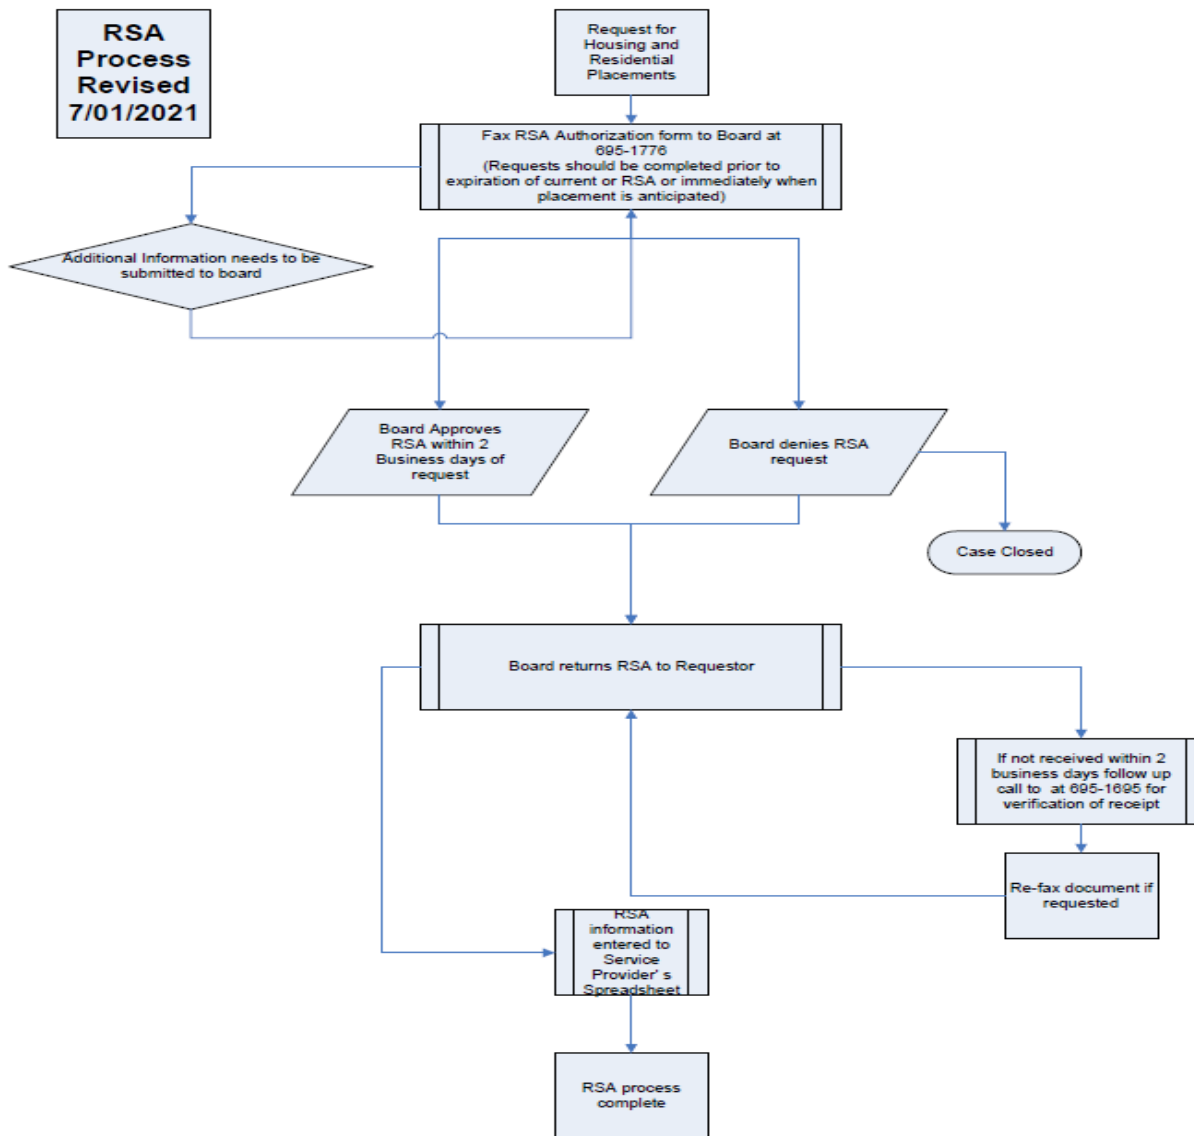 RSA
Process
Revised
7/01/2021
Request for
Housing and
Residential
Placements
Fax RSA Authorization form to Board at
695-1776
(Requests should be completed prior to
expiration of current or RSA or immediately when
placement is anticipated)
Additional Information needs to be
submitted to board
Board Approves
RSA within 2
Business days of
request
Board denies RSA
request
Case Closed
Board returns RSA to Requestor
If not received within 2
business days follow up
call to  at 695-1695 for
verification of receipt
Re-fax document if
requested
RSA
information
entered to
Service
Provider' s
Spreadsheet
RSA process
complete